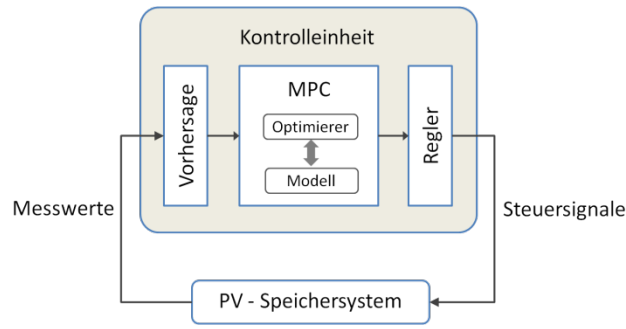 Kontrolleinheit
Vorhersage
MPC
Optimierer
Modell
Regler
Messwerte
Steuersignale
PV - Speichersystem